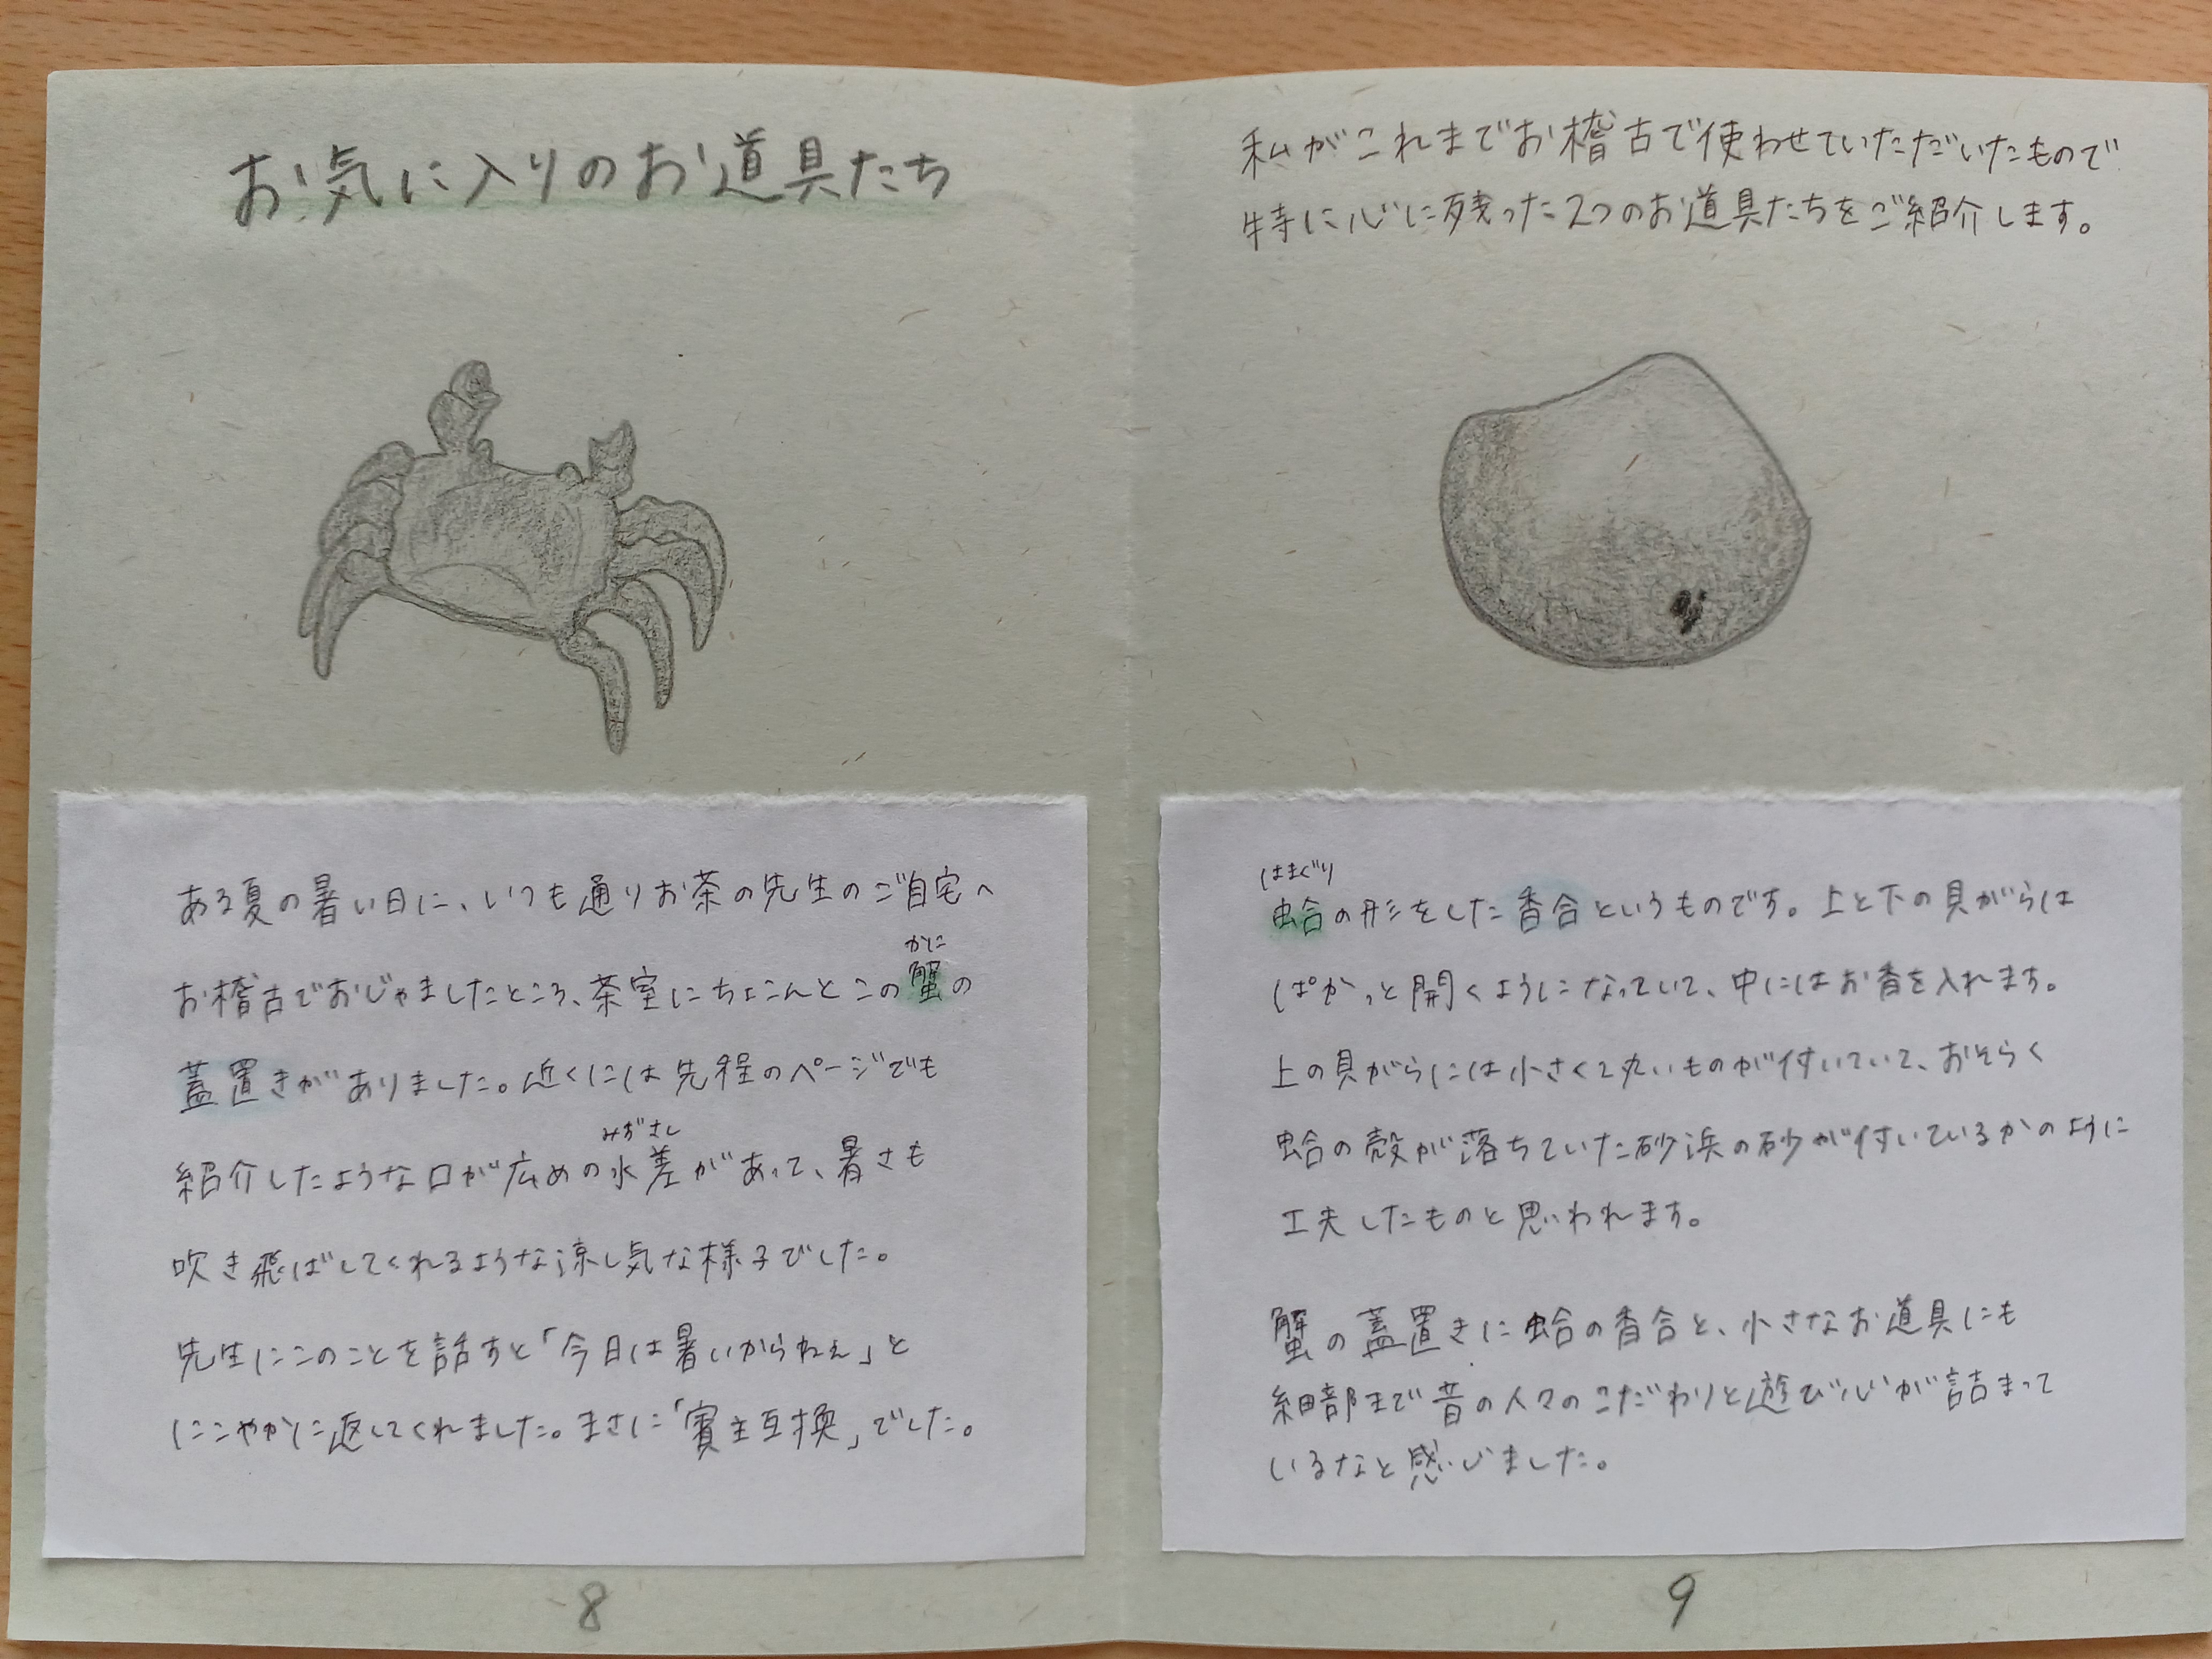 お気に入りのお道具たち
ある夏の暑い日に、いつも通りお茶の先生のご自宅へ
かに
お稽古でおじゃましたところ、茶室にちょこんとこの蟹の
蓋置きがありました。近くには先程のページでも
みずさし
紹介したような口が広めの水差があって、暑さも
吹き飛ばしてくれるような涼し気な様子でした。
先生にこのことを話すと「今日は暑いからねぇ」と
にこやかに返してくれました。まさに「賓主互換」でした。
8
私がこれまでお稽古で使わせていただいたもので
特に心に残った2つのお道具たちをご紹介します。
はまぐり
蛤の形をした香合というものです。上と下の貝がらは
ぱかっと開くようになっていて、中にはお香を入れます。
上の貝がらには小さくて丸いものが付いていて、おそらく
蛤の殻が落ちていた砂浜の砂が付いているかのように
工夫したものと思われます。
蟹の蓋置きに蛤の香合と、小さなお道具にも
細部まで昔の人々のこだわりと遊び心が詰まって
いるなと感じました。
9